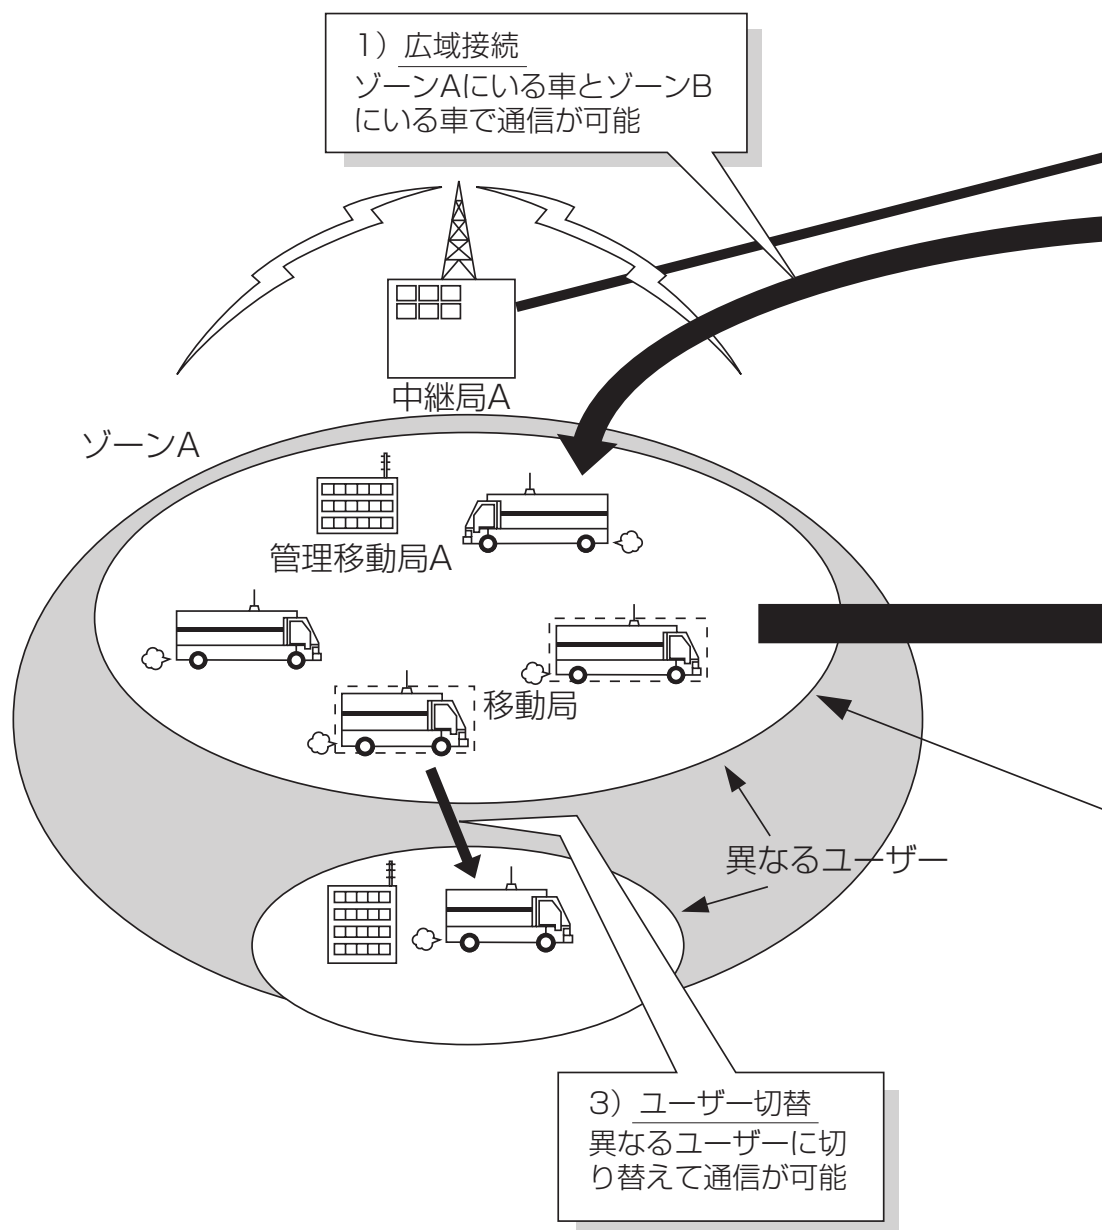 1）広域接続
ゾーンAにいる車とゾーンB
にいる車で通信が可能
中継局A
ゾーンA
管理移動局A
移動局
異なるユーザー
3）ユーザー切替
異なるユーザーに切
り替えて通信が可能